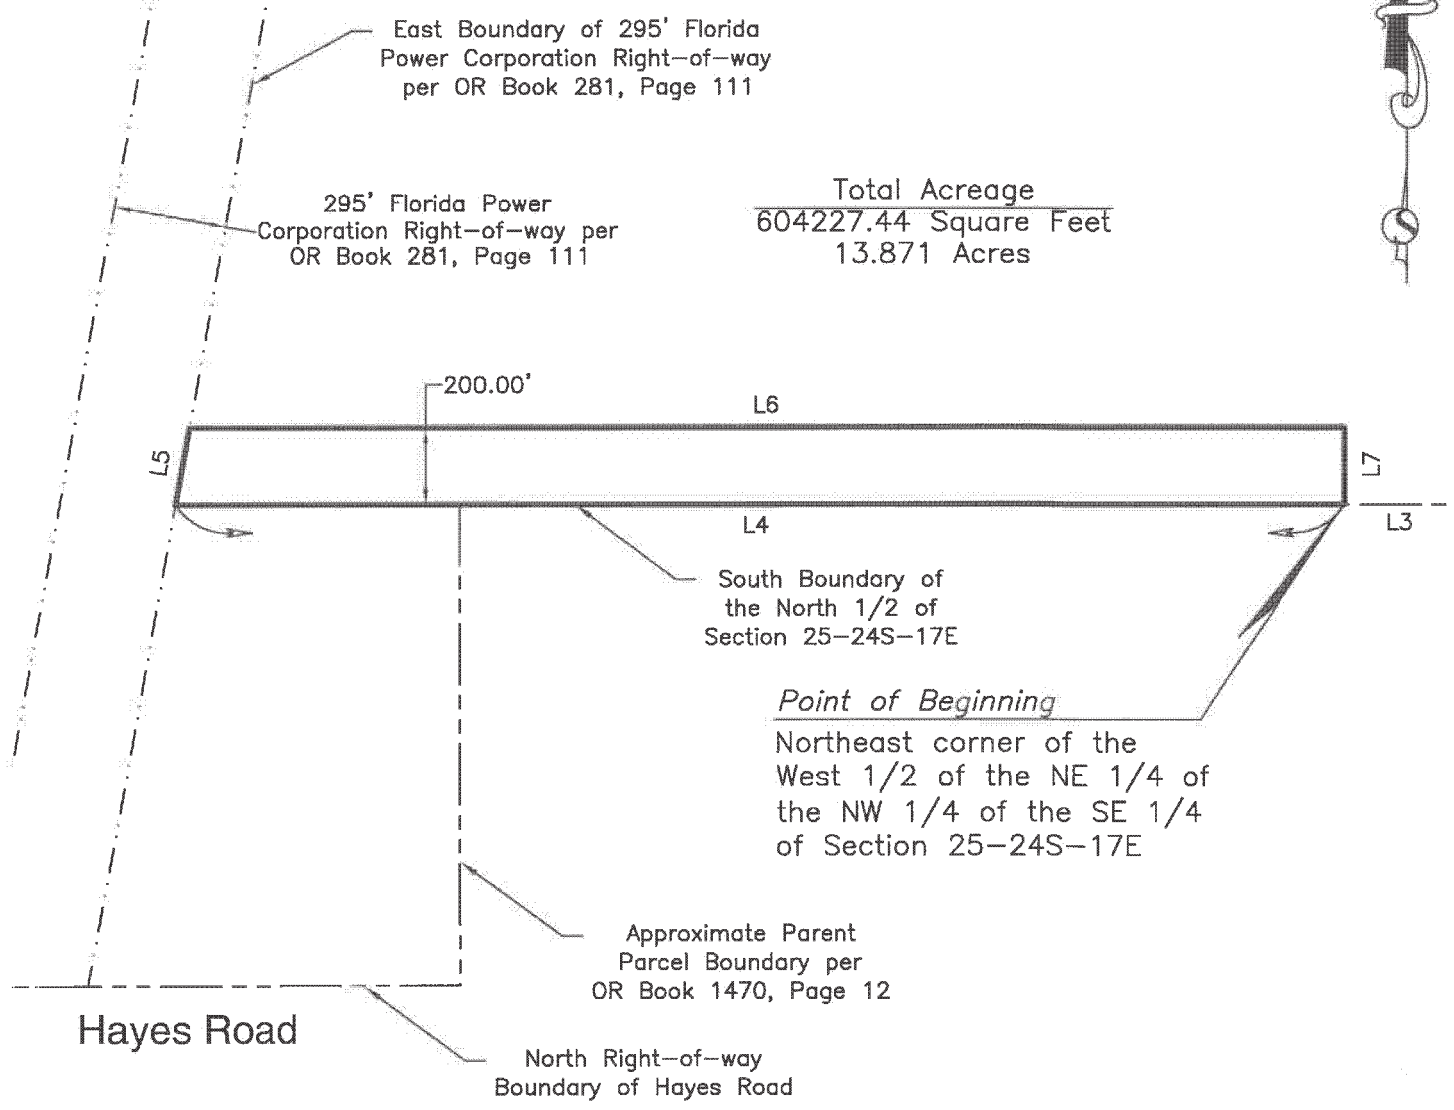 East Boundary of 295' Florida
Power Corporation Right-of-way
per OR Book 281, Page 111
295' Florida Power
Corporation Right-of-way per
OR Book 281, Page 111
Total Acreage
604227.44 Square Feet
13.871 Acres
200.00'
L6
L5
L7
L4
L3
South Boundary of
the North 1/2 of
Section 25-24S-17E
Point of Beginning
Northeast corner of the
West 1/2 of the NE 1/4 of
the NW 1/4 of the SE 1/4
of Section 25-24S-17E
Approximate Parent
Parcel Boundary per
OR Book 1470, Page 12
Hayes Road
North Right-of-way
Boundary of Hayes Road